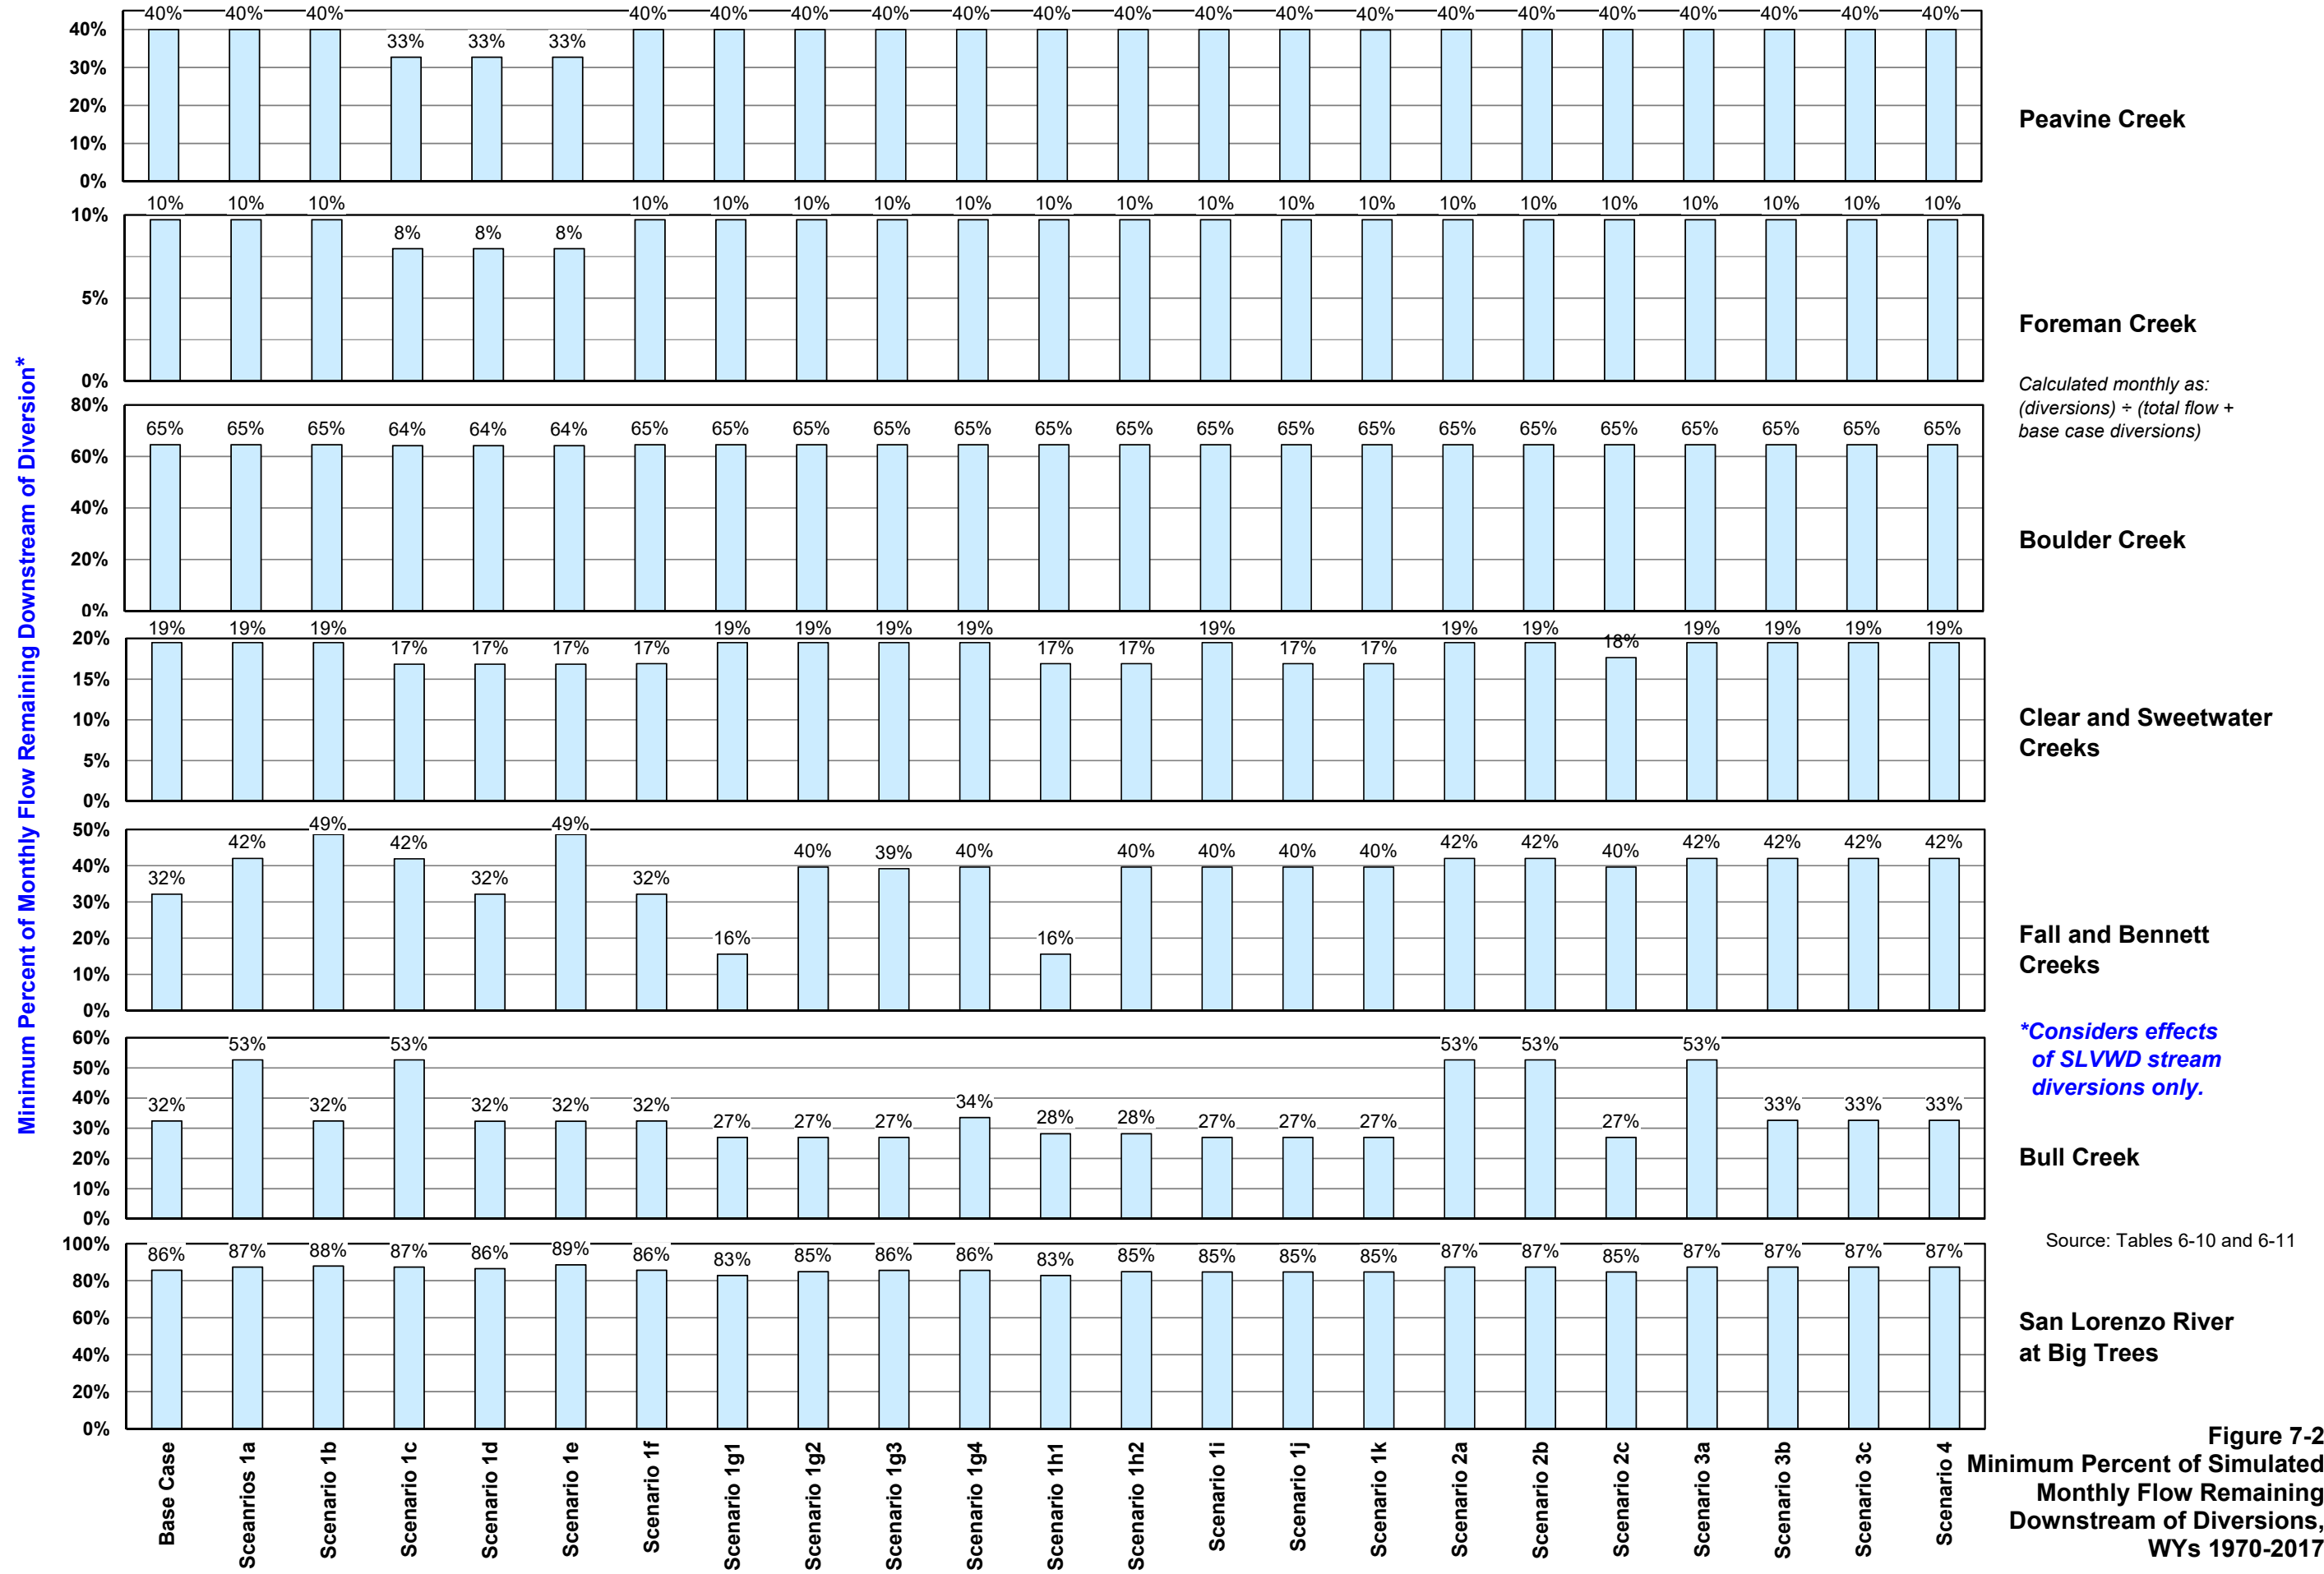 Minimum Percent of Monthly Flow Remaining Downstream of Diversion*
40% 40% 40% 33% 33% 33% 40% 40% 40% 40% 40% 40% 40% 40% 40% 40% 40% 40% 40% 40% 40% 40% 40%
40%
30%
20%
10%
0%
Peavine Creek
10% 10% 10% 8% 8% 8% 10% 10% 10% 10% 10% 10% 10% 10% 10% 10% 10% 10% 10% 10% 10% 10% 10%
10%
5%
0%
Foreman Creek
Calculated monthly as:
(diversions) ÷ (total flow +
base case diversions)
80%
65% 65% 65% 64% 64% 64% 65% 65% 65% 65% 65% 65% 65% 65% 65% 65% 65% 65% 65% 65% 65% 65% 65%
60%
40%
20%
0%
Boulder Creek
19% 19% 19% 17% 17% 17% 17% 19% 19% 19% 19% 17% 17% 19% 17% 17% 19% 19% 18% 19% 19% 19% 19%
20%
15%
10%
5%
0%
Clear and Sweetwater
Creeks
50%
32% 42% 49% 42% 32% 49% 32% 16% 40% 39% 40% 16% 40% 40% 40% 40% 42% 42% 40% 42% 42% 42% 42%
40%
30%
20%
10%
0%
Fall and Bennett
Creeks
*Considers effects
of SLVWD stream
diversions only.
60%
32% 53% 32% 53% 32% 32% 32% 27% 27% 27% 34% 28% 28% 27% 27% 27% 53% 53% 27% 53% 33% 33% 33%
50%
40%
30%
20%
10%
0%
Bull Creek
Source: Tables 6-10 and 6-11
100%
86% 87% 88% 87% 86% 89% 86% 83% 85% 86% 86% 83% 85% 85% 85% 85% 87% 87% 85% 87% 87% 87% 87%
80%
60%
40%
20%
0%
San Lorenzo River
at Big Trees
Base Case
Sceanrios 1a
Scenario 1b
Scenario 1c
Scenario 1d
Scenario 1e
Scenario 1f
Scenario 1g1
Scenario 1g2
Scenario 1g3
Scenario 1g4
Scenario 1h1
Scenario 1h2
Scenario 1i
Scenario 1j
Scenario 1k
Scenario 2a
Scenario 2b
Scenario 2c
Scenario 3a
Scenario 3b
Scenario 3c
Scenario 4
Figure 7-2
Minimum Percent of Simulated
Monthly Flow Remaining
Downstream of Diversions,
WYs 1970-2017